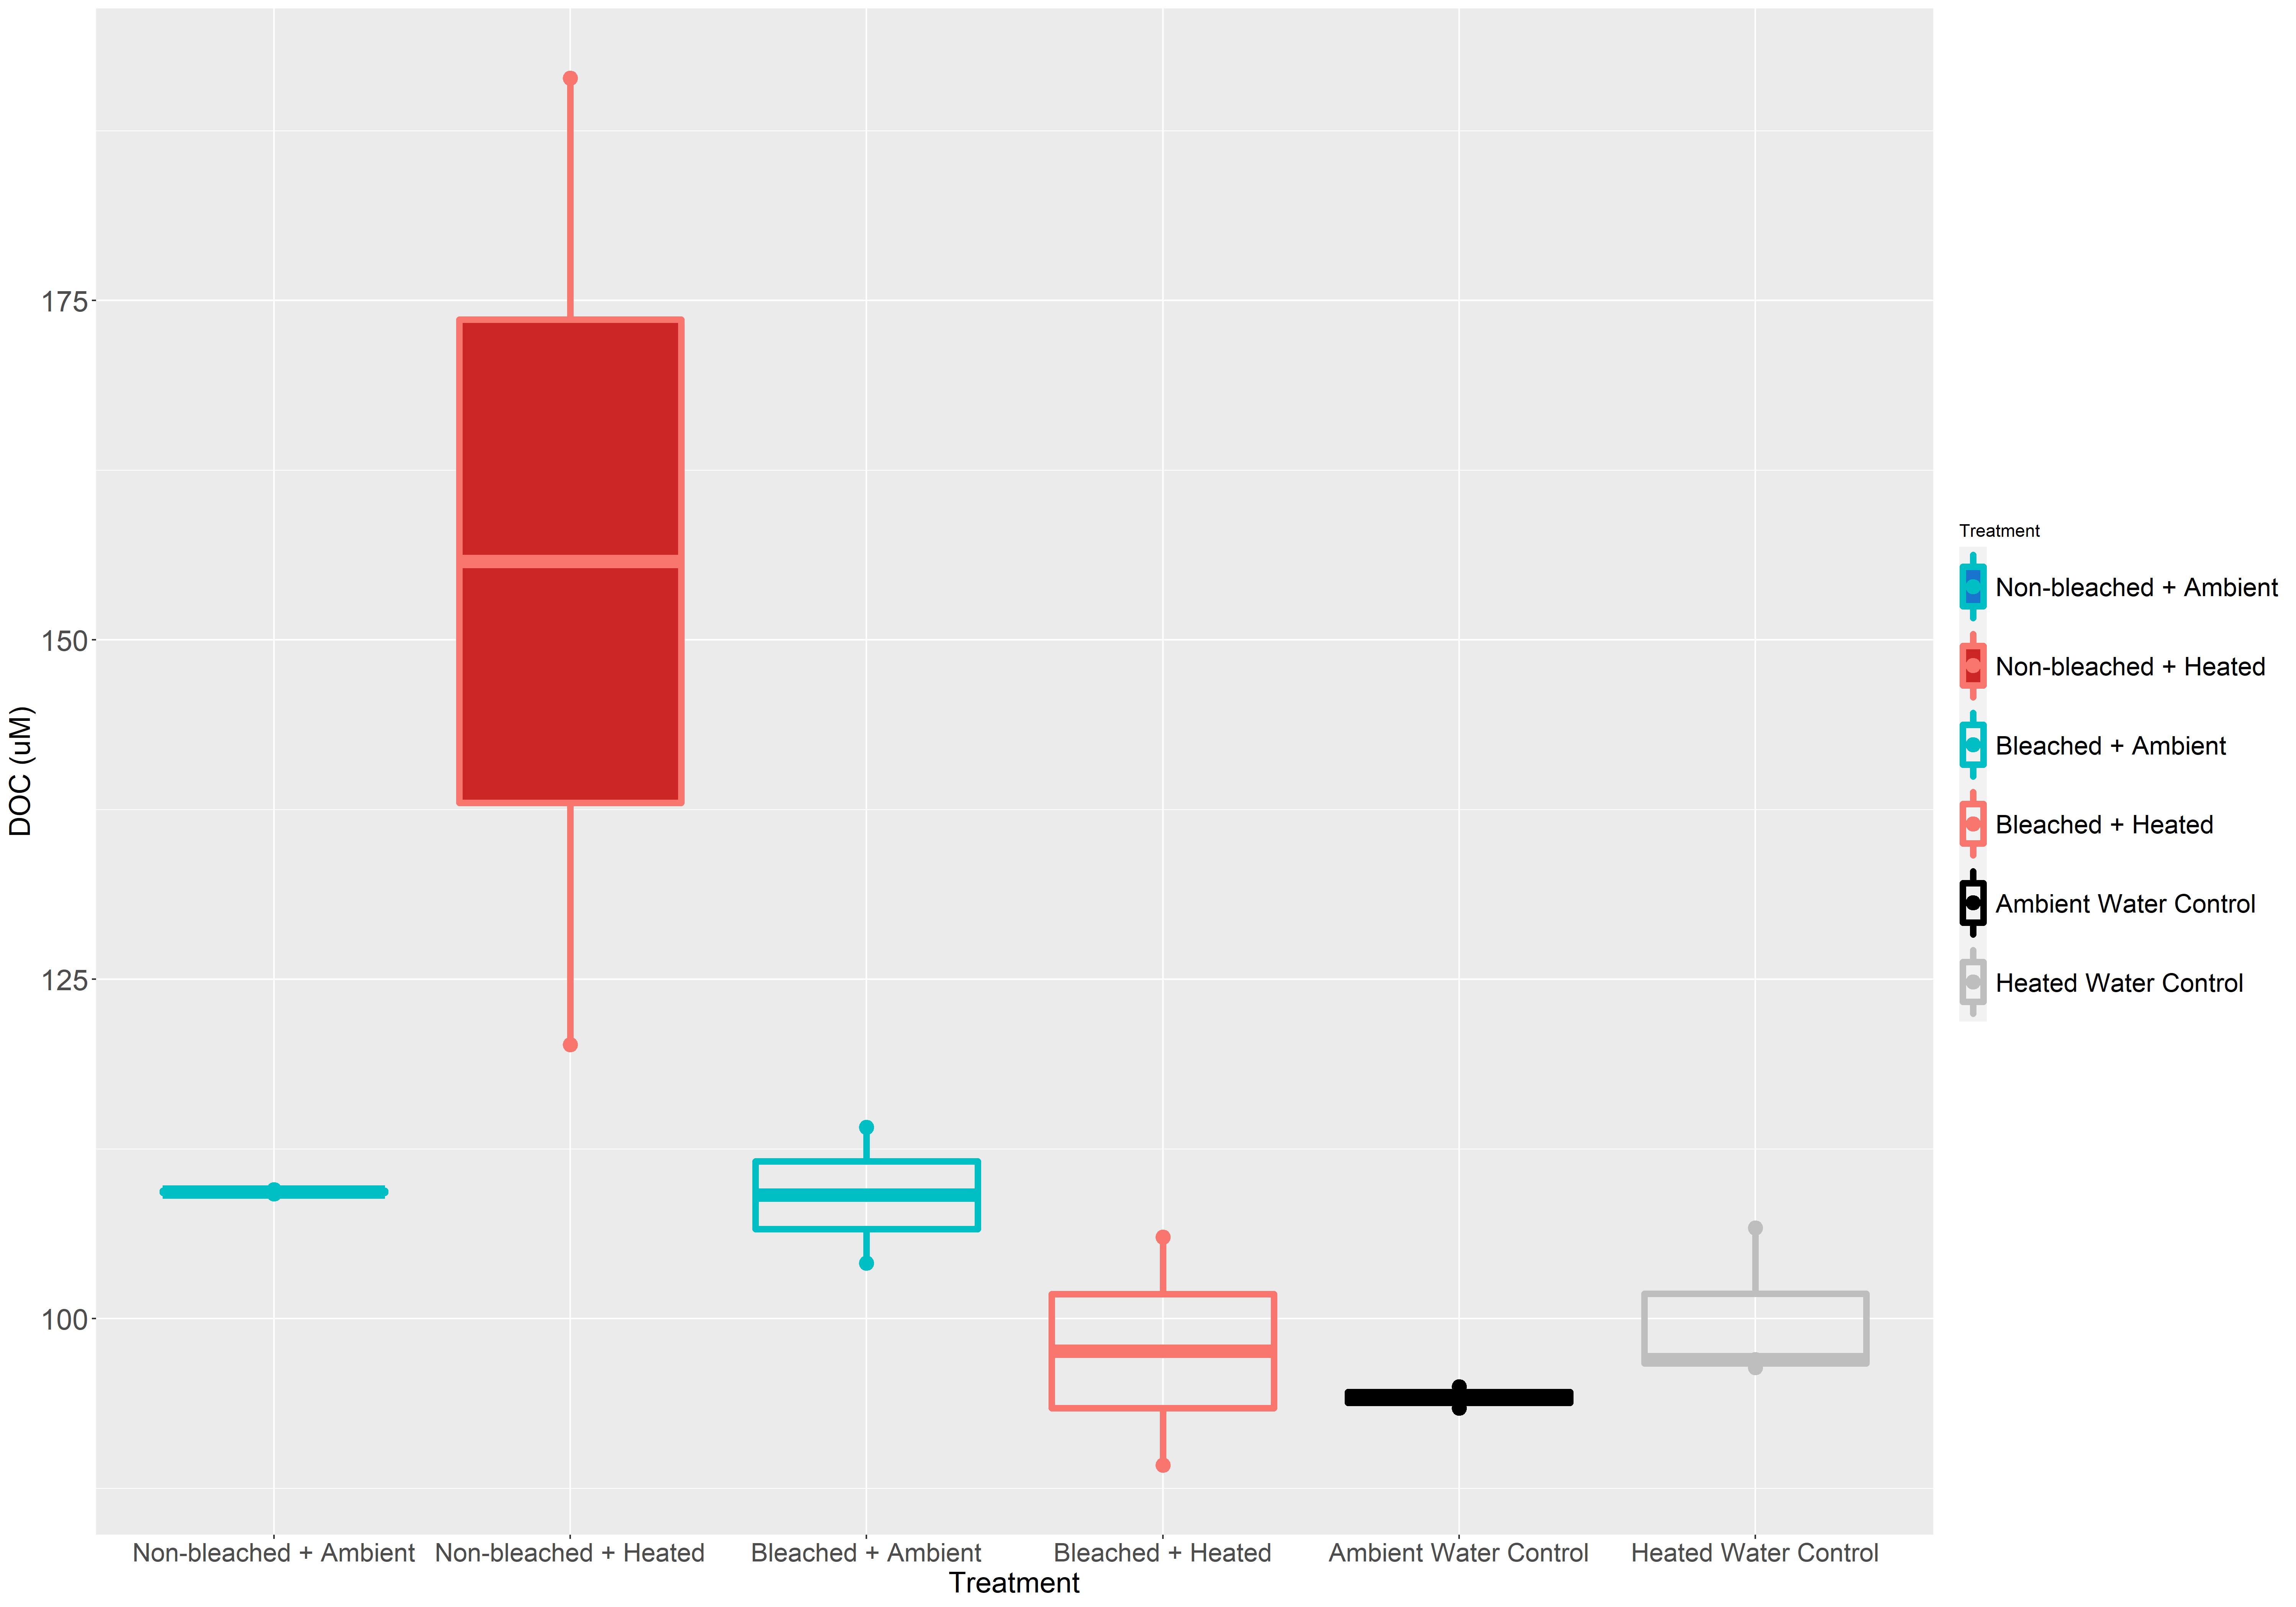 175
150
125
100
DOC (uM)
Non-bleached + Ambient
Non-bleached + Heated
Bleached + Ambient
Bleached + Heated
Ambient Water Control
Heated Water Control
Treatment
Treatment
Non-bleached + Ambient
Non-bleached + Heated
Bleached + Ambient
Bleached + Heated
Ambient Water Control
Heated Water Control